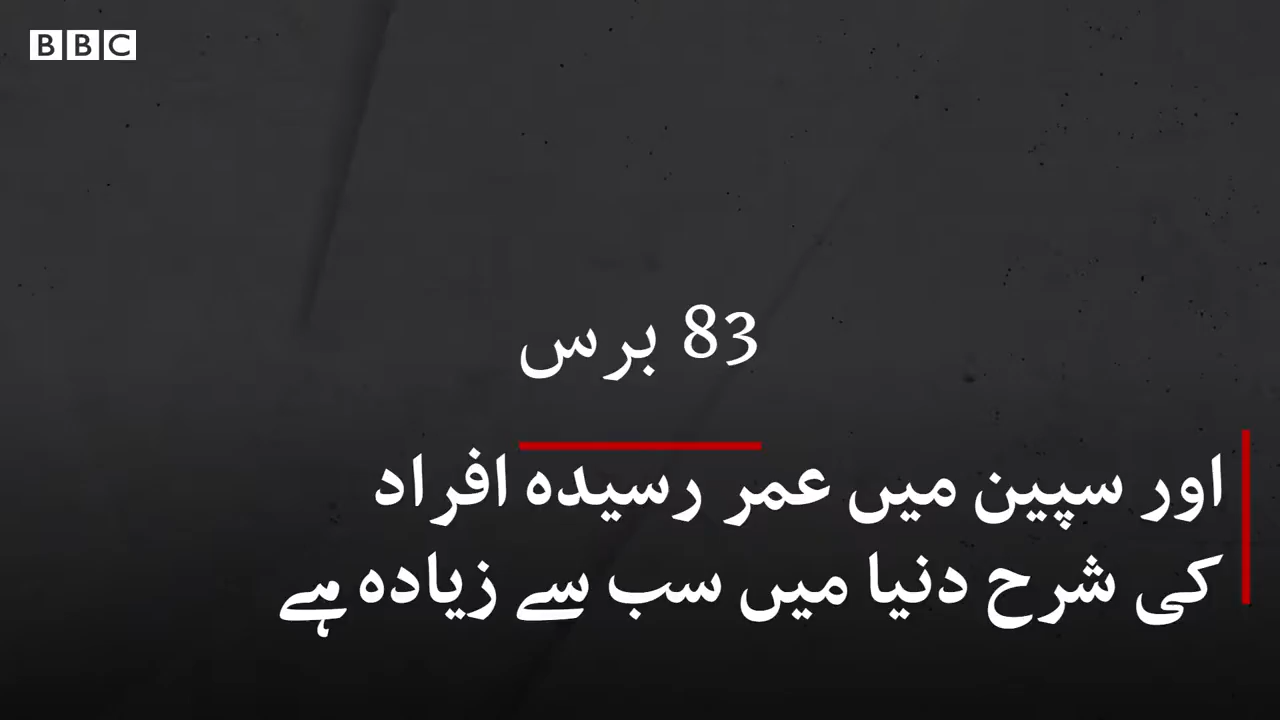 BBC
83 برس
اور سپین میں عمر رسیدہ افراد
کی شرح دنیا میں سب سے زیادہ ہے